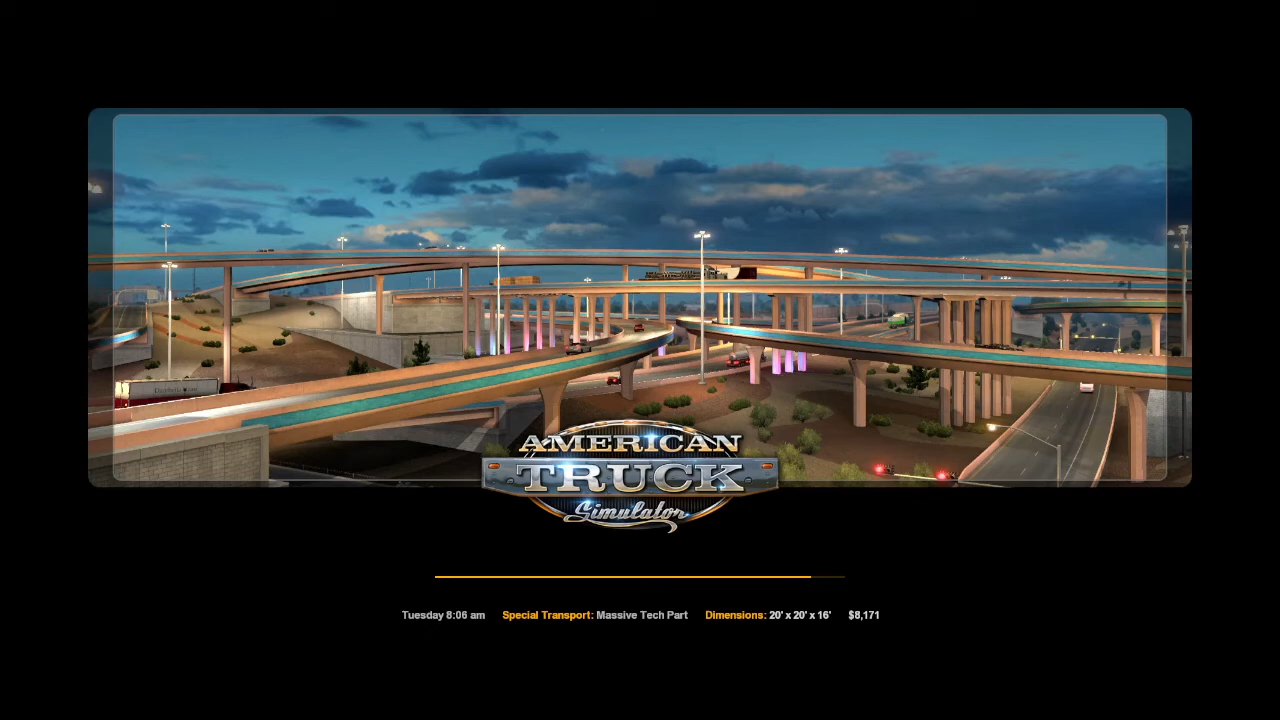 AMERICAN
TRUCK
Simulator
Tuesday 8:06 am Special Transport: Massive Tech Part Dimensions: 20' x 20' x 16' $8,171